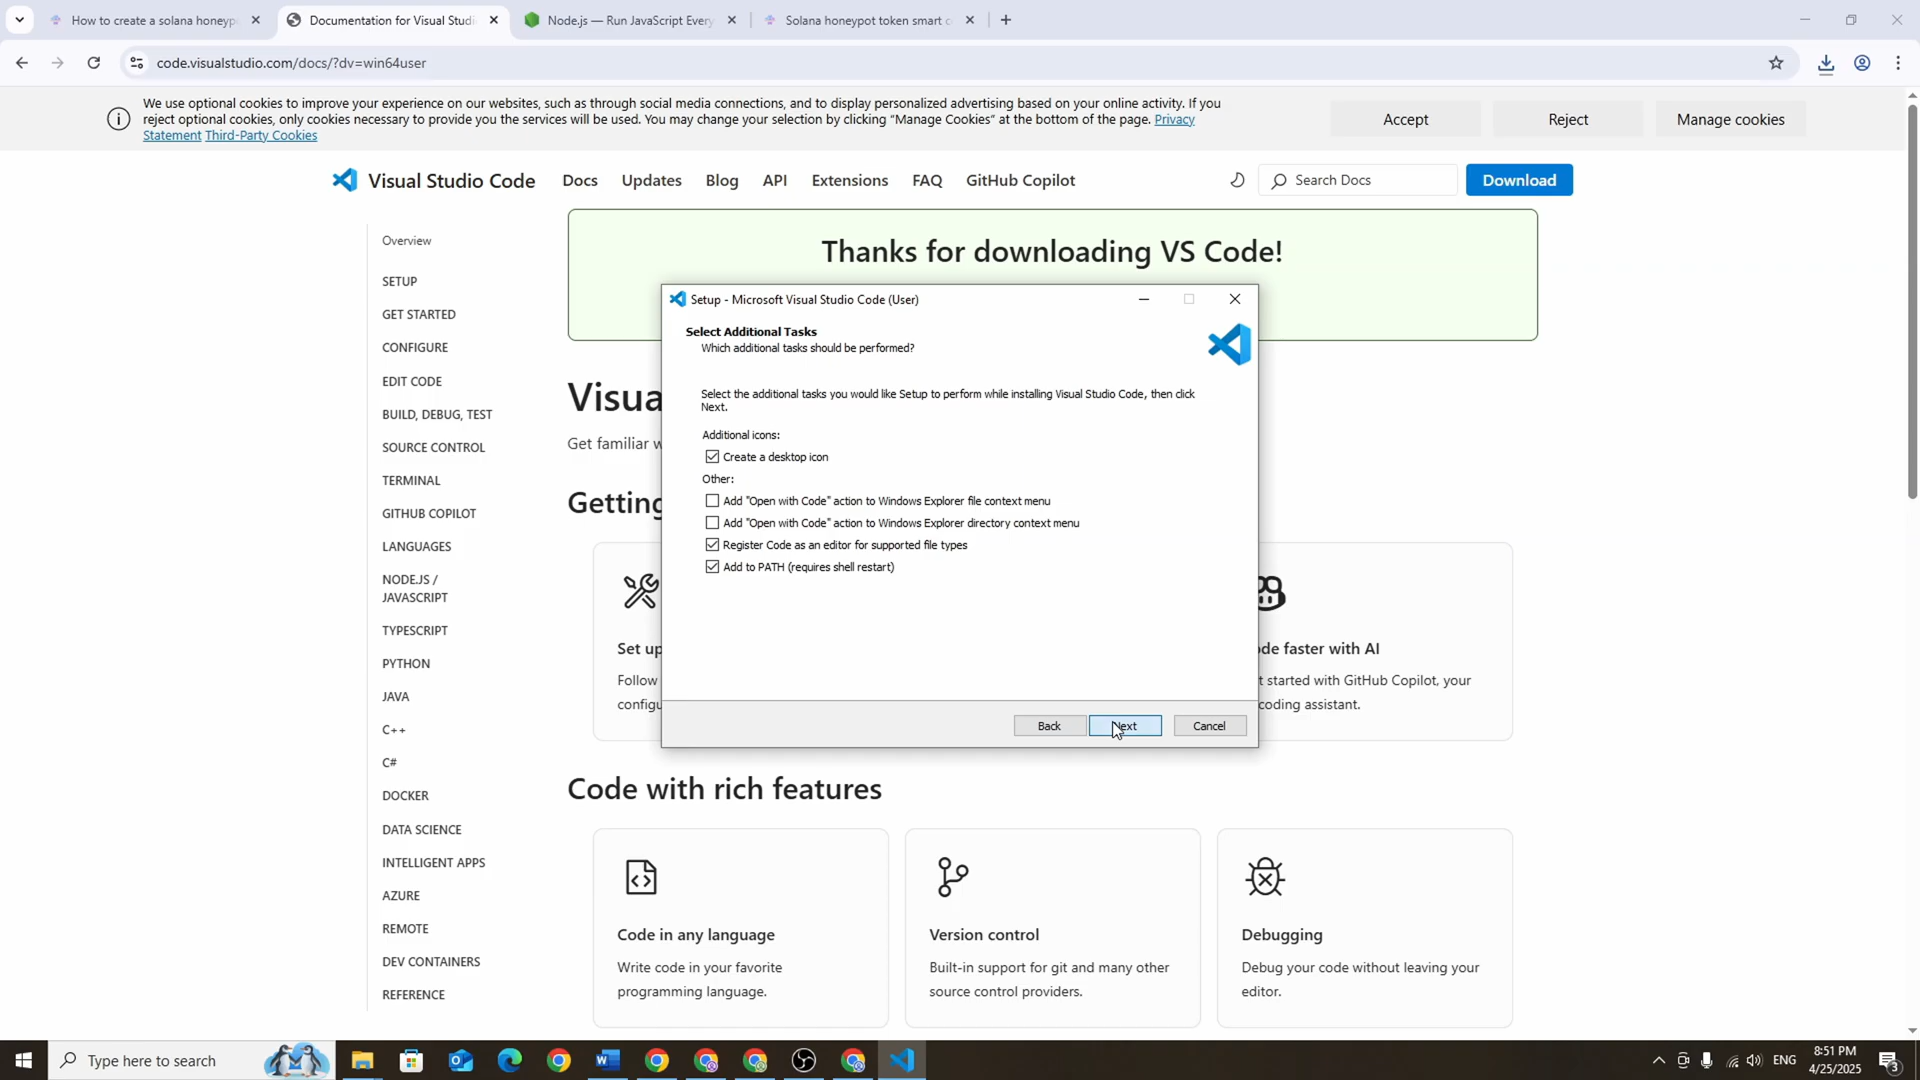 How to create a solana honeyp
Documentation for Visual Studi
Node.js — Run JavaScript Every
Solana honeypot token smart c
code.visualstudio.com/docs/?dv=win64user
We use optional cookies to improve your experience on our websites, such as through social media connections, and to display personalized advertising based on your online activity. If you
reject optional cookies, only cookies necessary to provide you the services will be used. You may change your selection by clicking “Manage Cookies” at the bottom of the page. Privacy
Statement Third-Party Cookies
Accept
Reject
Manage cookies
Visual Studio Code
Docs
Updates
Blog
API
Extensions
FAQ
GitHub Copilot
Search Docs
Download
Overview
SETUP
GET STARTED
CONFIGURE
EDIT CODE
BUILD, DEBUG, TEST
SOURCE CONTROL
TERMINAL
GITHUB COPILOT
LANGUAGES
NODE.JS /
JAVASCRIPT
TYPESCRIPT
PYTHON
JAVA
C++
C#
DOCKER
DATA SCIENCE
INTELLIGENT APPS
AZURE
REMOTE
DEV CONTAINERS
REFERENCE
Thanks for downloading VS Code!
Visua
Get familiar w
Getting
Set up
Follow
configu
de faster with AI
t started with GitHub Copilot, your
coding assistant.
Setup - Microsoft Visual Studio Code (User)
Select Additional Tasks
Which additional tasks should be performed?
Select the additional tasks you would like Setup to perform while installing Visual Studio Code, then click
Next.
Additional icons:
Create a desktop icon
Other:
Add "Open with Code" action to Windows Explorer file context menu
Add "Open with Code" action to Windows Explorer directory context menu
Register Code as an editor for supported file types
Add to PATH (requires shell restart)
Back
Next
Cancel
Code with rich features
Code in any language
Write code in your favorite
programming language.
Version control
Built-in support for git and many other
source control providers.
Debugging
Debug your code without leaving your
editor.
Type here to search
ENG
8:51 PM
4/25/2025
3